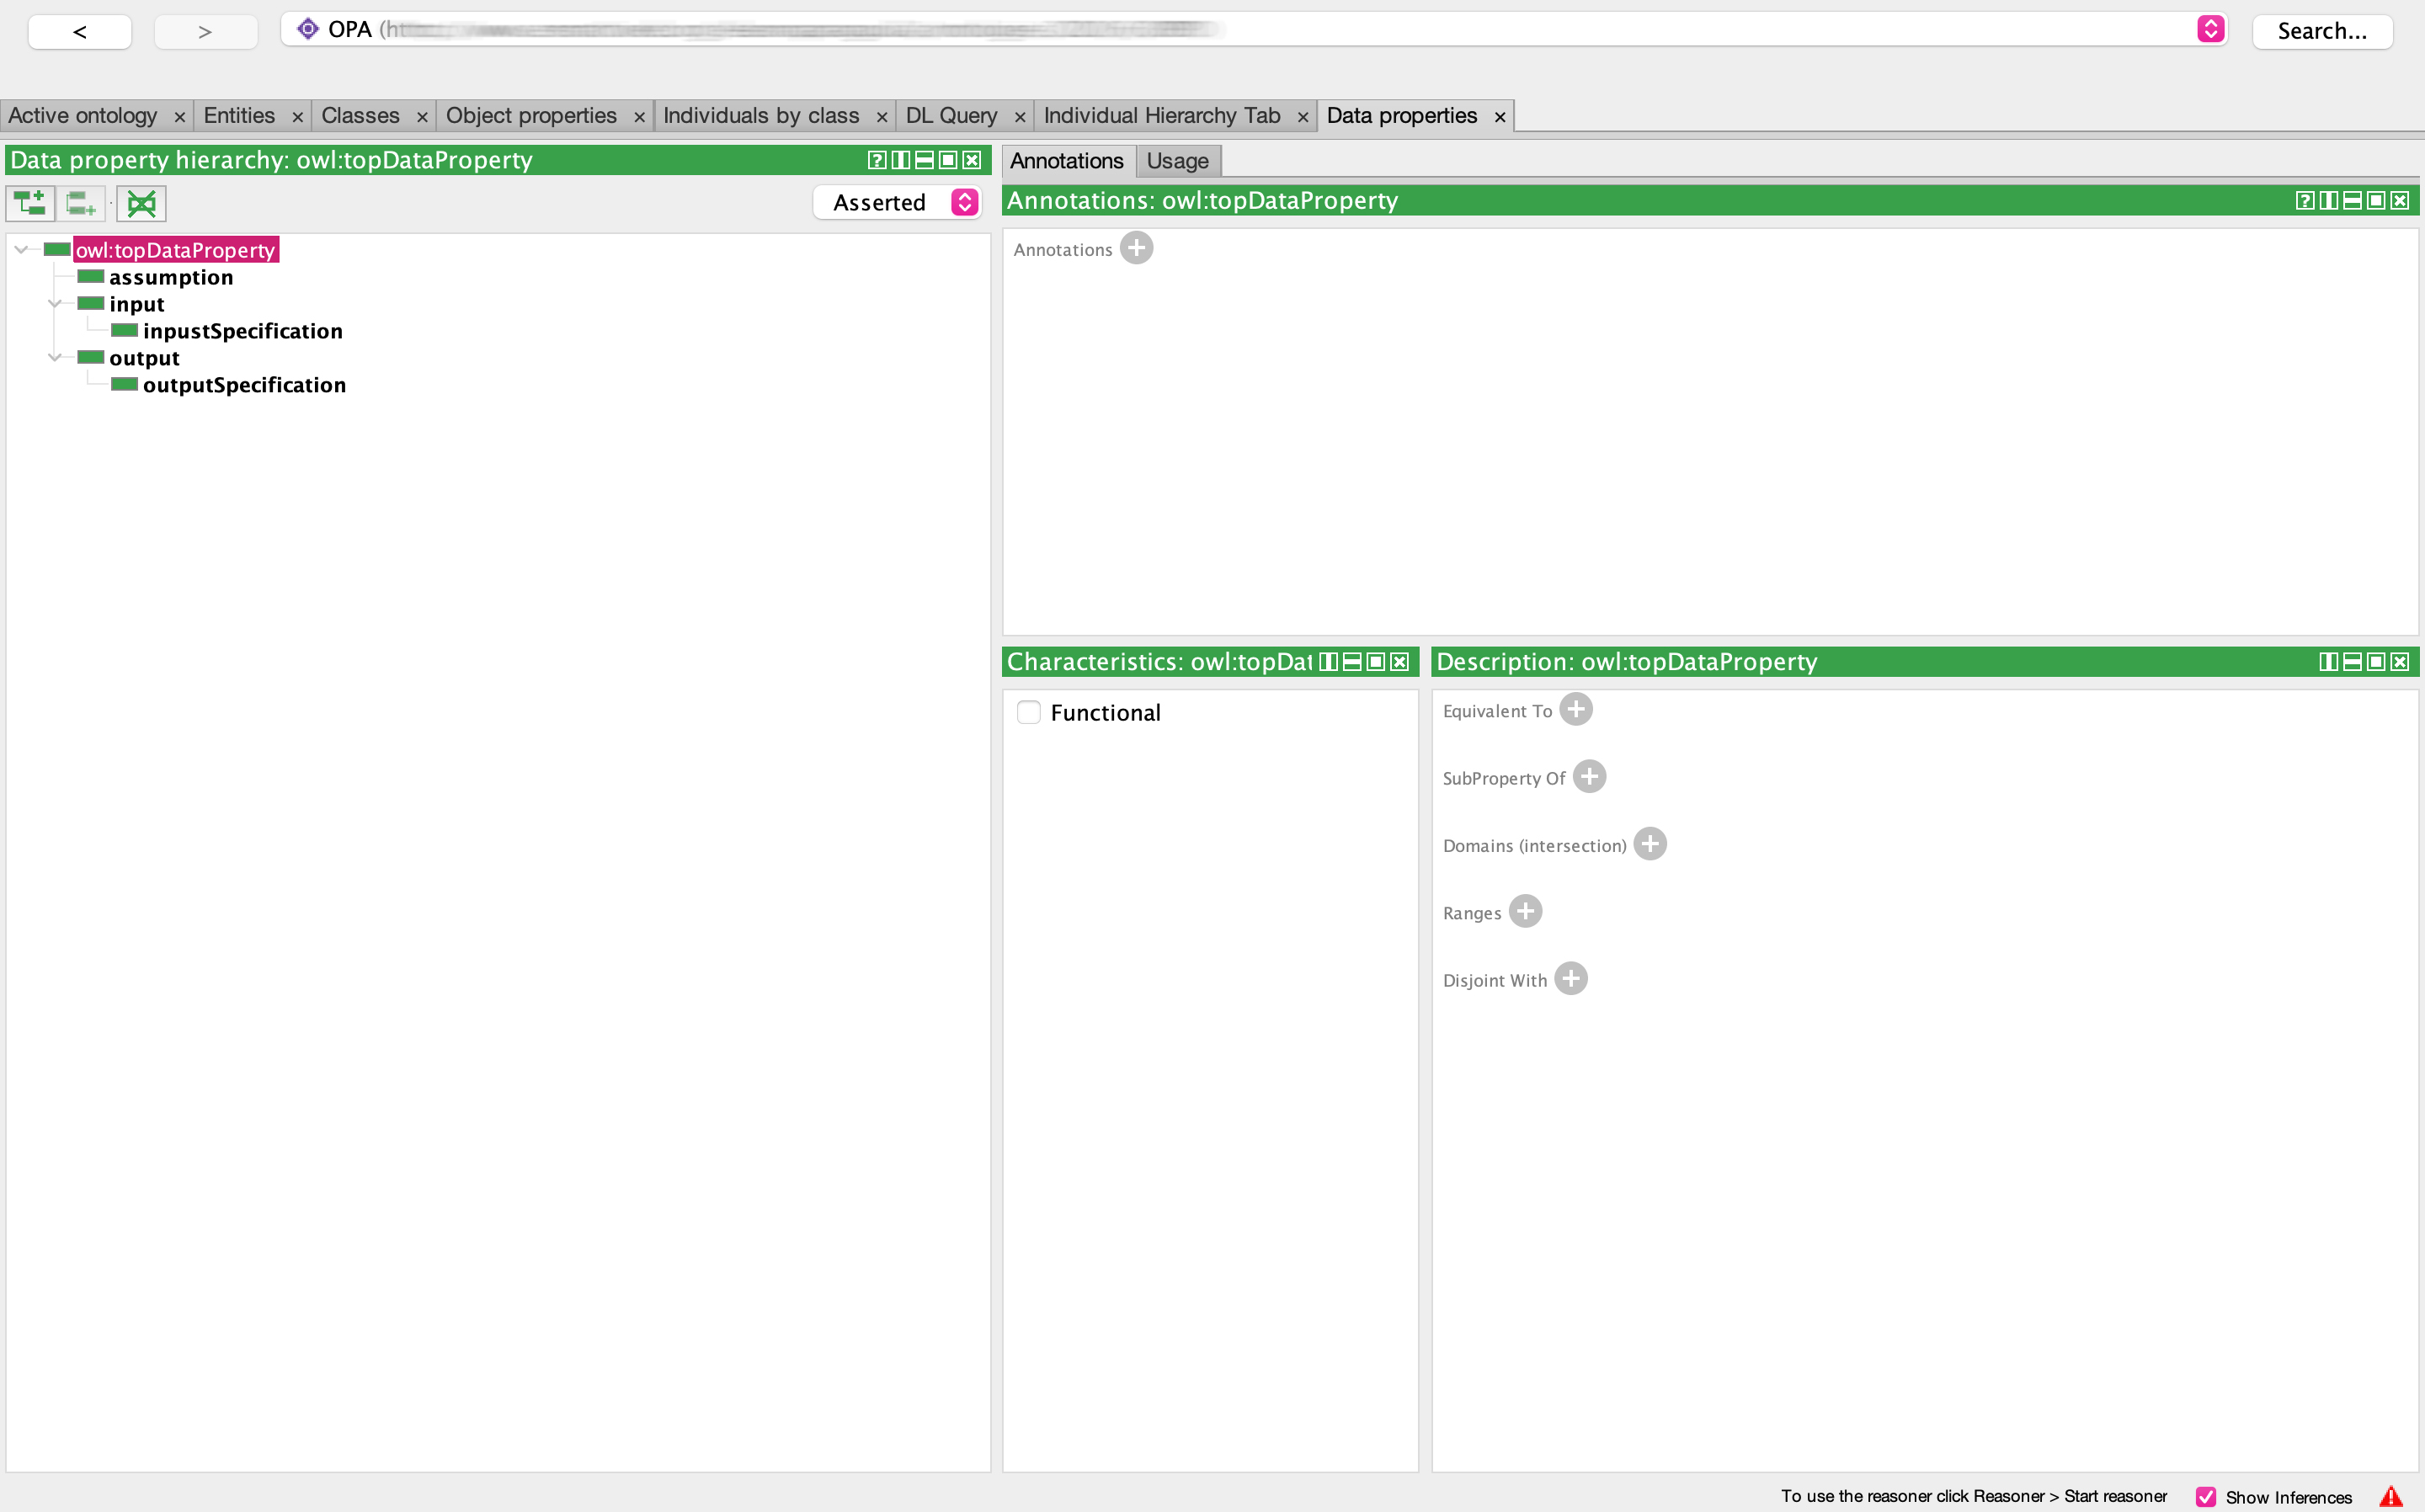 <
>
OPA
Search...
Active ontology × Entities × Classes × Object properties × Individuals by class × DL Query × Individual Hierarchy Tab × Data properties ×
Data property hierarchy: owl:topDataProperty
Asserted
owl:topDataProperty
assumption
input
inpustSpecification
output
outputSpecification
Annotations Usage
Annotations: owl:topDataProperty
Annotations
Characteristics: owl:topDat
Functional
Description: owl:topDataProperty
Equivalent To
SubProperty Of
Domains (intersection)
Ranges
Disjoint With
To use the reasoner click Reasoner > Start reasoner Show Inferences